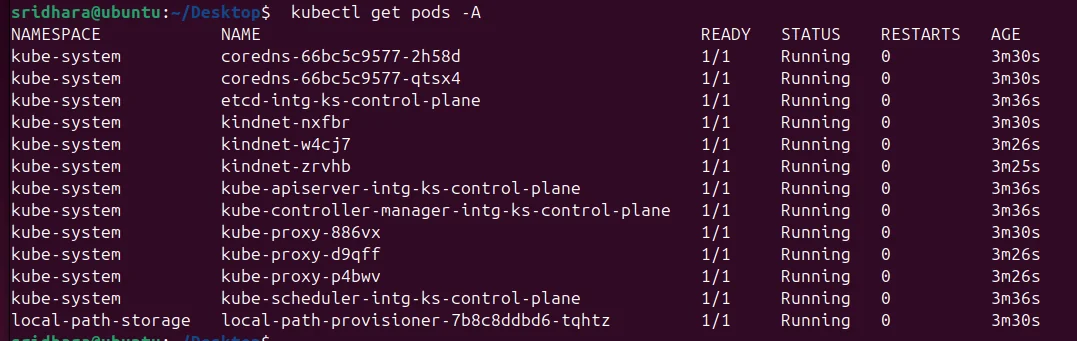 sridhara@ubuntu:~/Desktop$ kubectl get pods -A
NAMESPACE NAME READY STATUS RESTARTS AGE
kube-system coredns-66bc5c9577-2h58d 1/1 Running 0 3m30s
kube-system coredns-66bc5c9577-qtsx4 1/1 Running 0 3m30s
kube-system etcd-intg-ks-control-plane 1/1 Running 0 3m36s
kube-system kindnet-nxfbr 1/1 Running 0 3m30s
kube-system kindnet-w4cj7 1/1 Running 0 3m26s
kube-system kindnet-zrvhb 1/1 Running 0 3m25s
kube-system kube-apiserver-intg-ks-control-plane 1/1 Running 0 3m36s
kube-system kube-controller-manager-intg-ks-control-plane 1/1 Running 0 3m36s
kube-system kube-proxy-886vx 1/1 Running 0 3m30s
kube-system kube-proxy-d9qff 1/1 Running 0 3m26s
kube-system kube-proxy-p4bwv 1/1 Running 0 3m26s
kube-system kube-scheduler-intg-ks-control-plane 1/1 Running 0 3m36s
local-path-storage local-path-provisioner-7b8c8ddbd6-tqhtz 1/1 Running 0 3m30s
sridhara@ubuntu:~/Desktop$